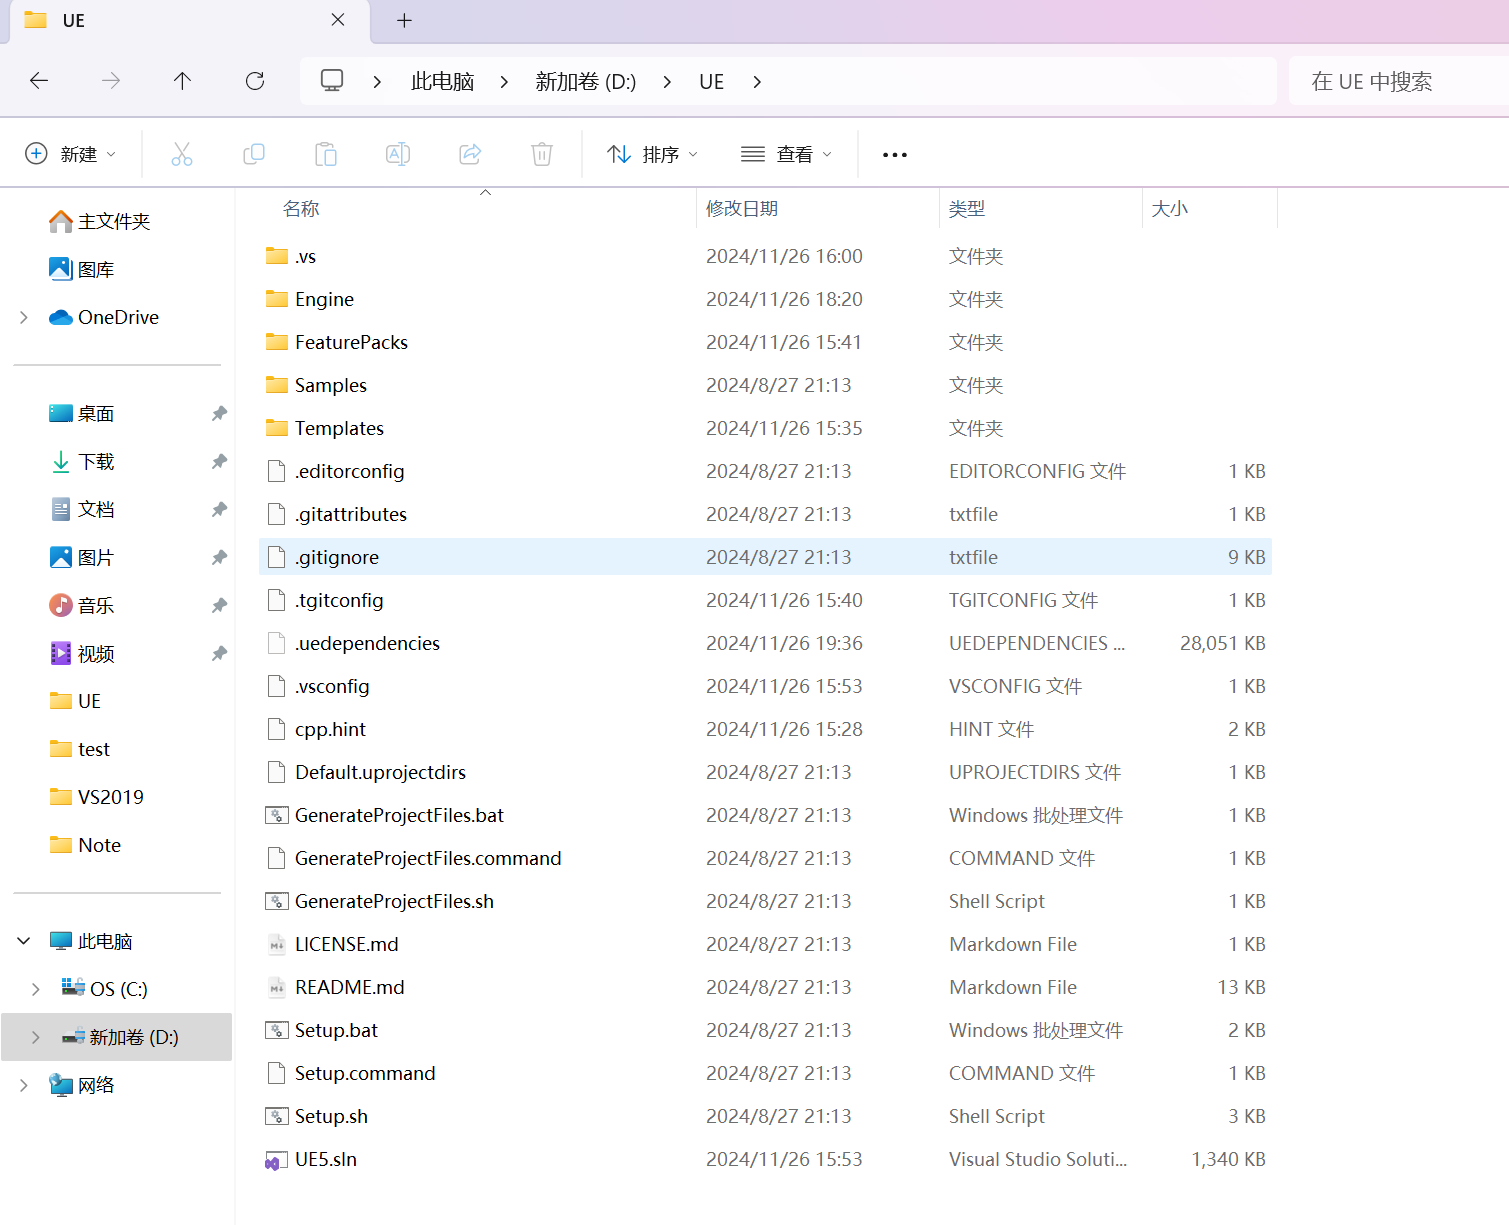 UE
此电脑 新加卷 (D:) UE 在 UE 中搜索
新建 排序 查看
主文件夹
图库
OneDrive
桌面
下载
文档
图片
音乐
视频
UE
test
VS2019
Note
此电脑
OS (C:)
新加卷 (D:)
网络
名称 修改日期 类型 大小
.vs 2024/11/26 16:00 文件夹
Engine 2024/11/26 18:20 文件夹
FeaturePacks 2024/11/26 15:41 文件夹
Samples 2024/8/27 21:13 文件夹
Templates 2024/11/26 15:35 文件夹
.editorconfig 2024/8/27 21:13 EDITORCONFIG 文件 1 KB
.gitattributes 2024/8/27 21:13 txtfile 1 KB
.gitignore 2024/8/27 21:13 txtfile 9 KB
.tgitconfig 2024/11/26 15:40 TGITCONFIG 文件 1 KB
.uedependencies 2024/11/26 19:36 UEDEPENDENCIES ... 28,051 KB
.vsconfig 2024/11/26 15:53 VSCONFIG 文件 1 KB
cpp.hint 2024/11/26 15:28 HINT 文件 2 KB
Default.uprojectdirs 2024/8/27 21:13 UPROJECTDIRS 文件 1 KB
GenerateProjectFiles.bat 2024/8/27 21:13 Windows 批处理文件 1 KB
GenerateProjectFiles.command 2024/8/27 21:13 COMMAND 文件 1 KB
GenerateProjectFiles.sh 2024/8/27 21:13 Shell Script 1 KB
LICENSE.md 2024/8/27 21:13 Markdown File 1 KB
README.md 2024/8/27 21:13 Markdown File 13 KB
Setup.bat 2024/8/27 21:13 Windows 批处理文件 2 KB
Setup.command 2024/8/27 21:13 COMMAND 文件 1 KB
Setup.sh 2024/8/27 21:13 Shell Script 3 KB
UE5.sln 2024/11/26 15:53 Visual Studio Soluti... 1,340 KB